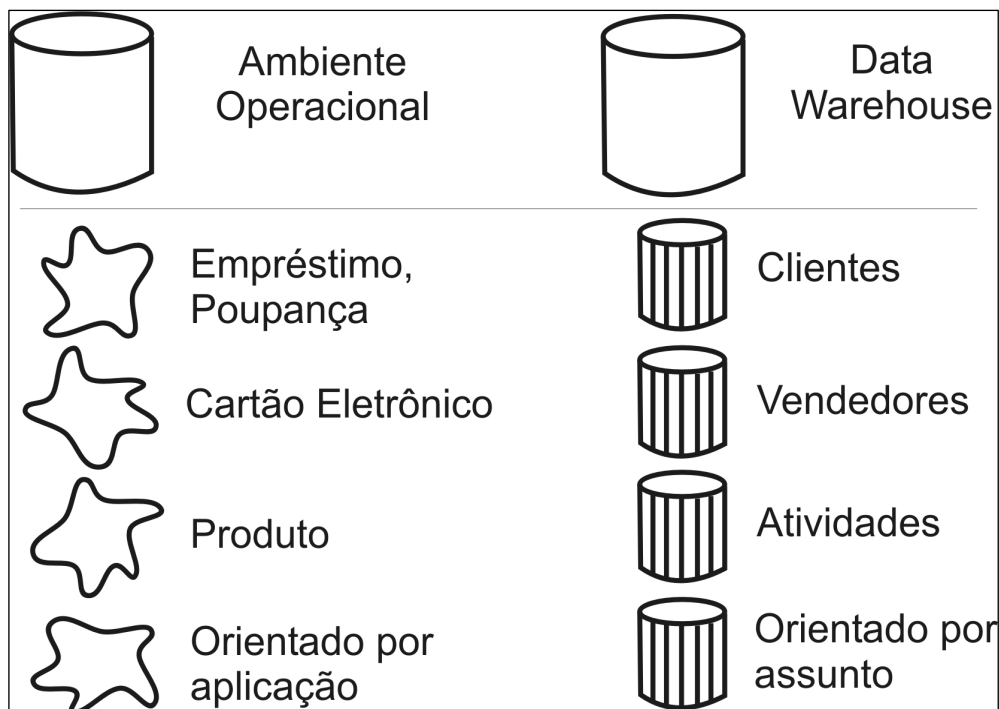 Ambiente
Operacional
Data
Warehouse
Empréstimo,
Poupança
Clientes
Cartão Eletrônico
Vendedores
Produto
Atividades
Orientado por
aplicação
Orientado por
assunto